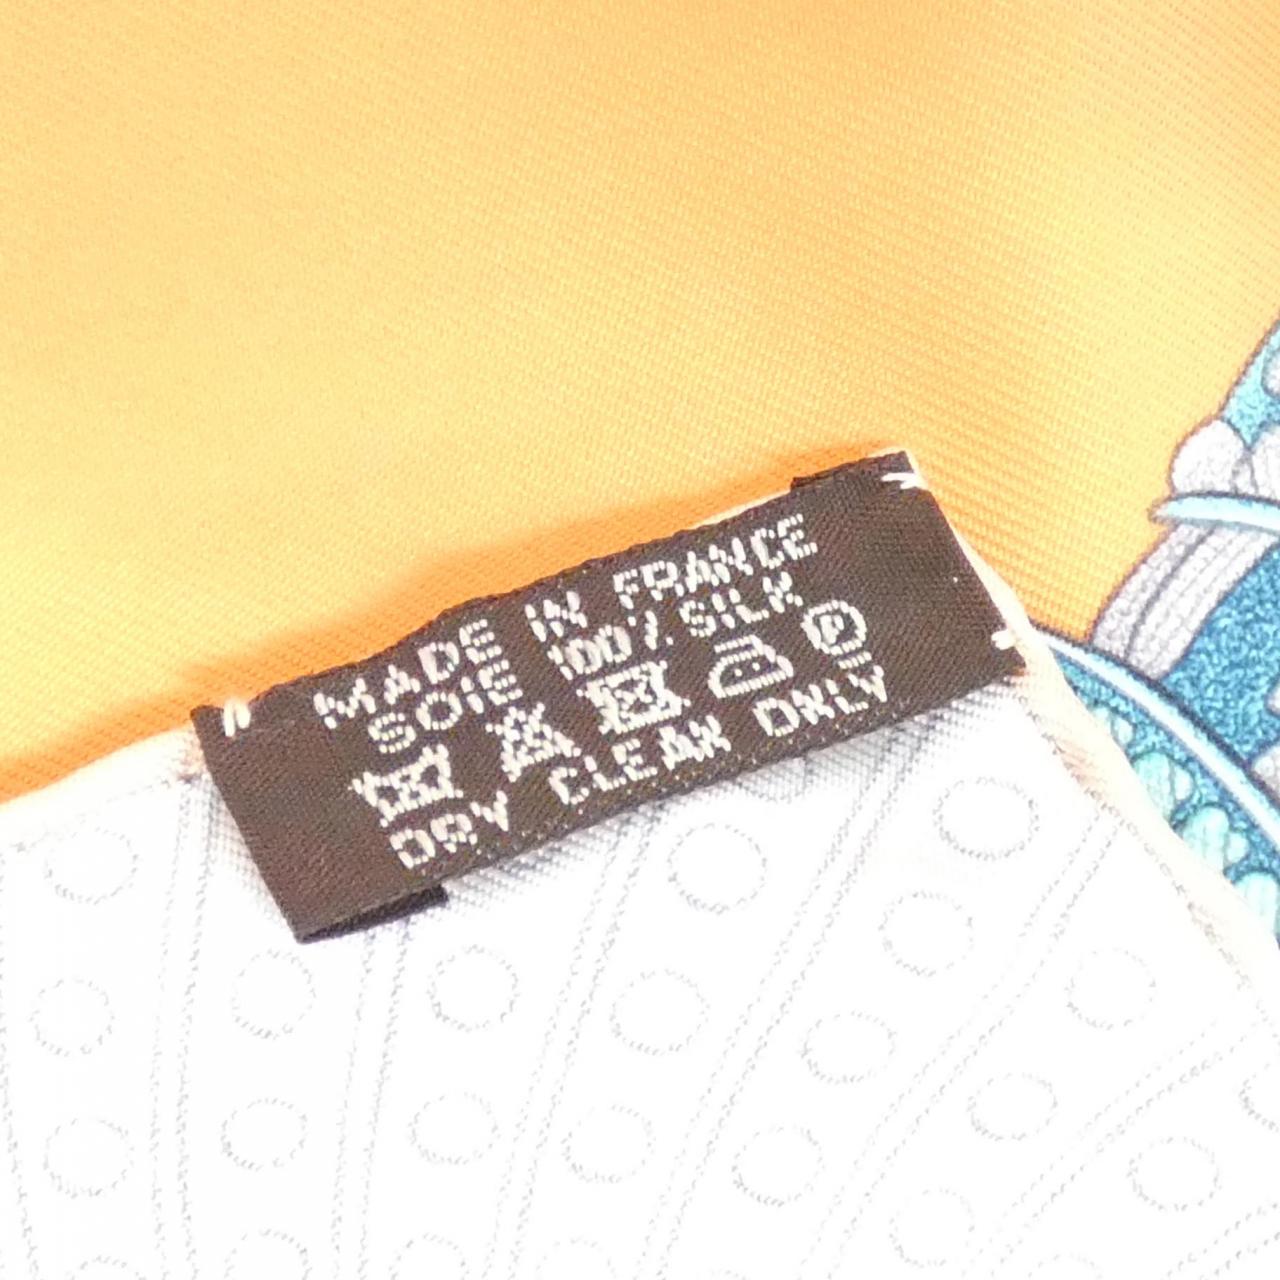 MADE IN FRANCE
SOIE 100% SILK
P
DRY CLEAN ONLY